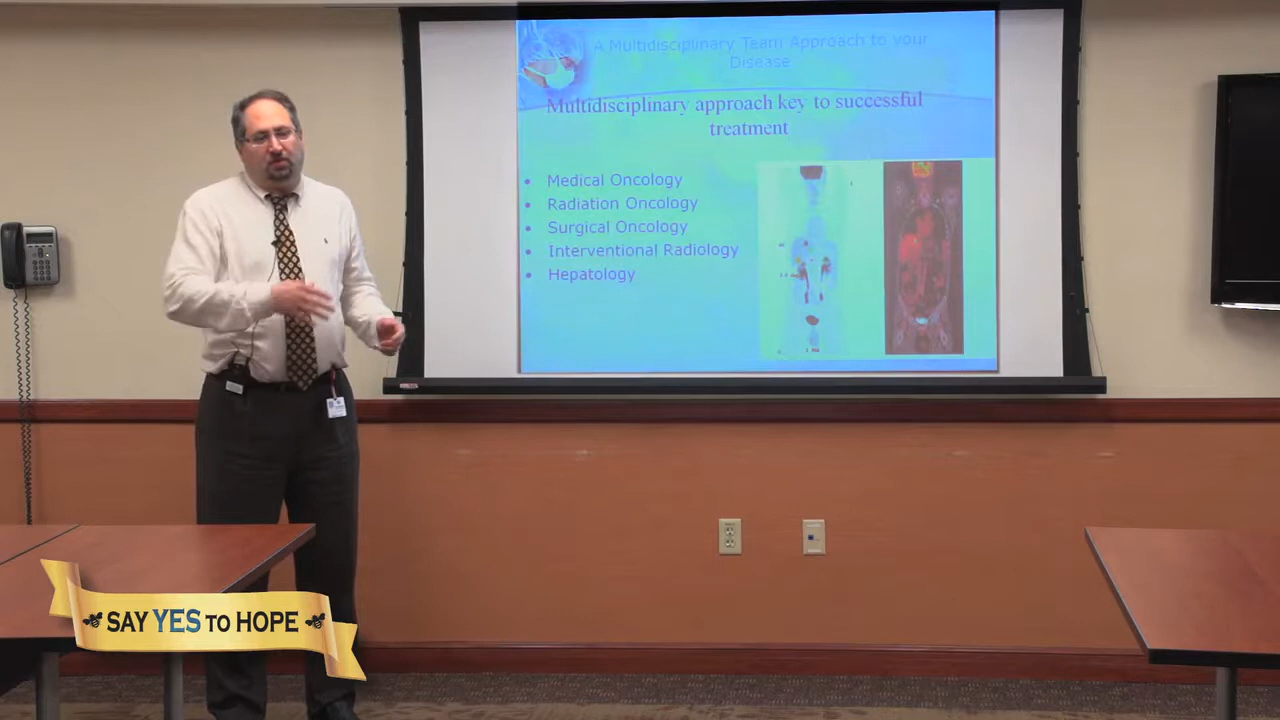 A Multidisciplinary Team Approach to your
Disease
Multidisciplinary approach key to successful
treatment
• Medical Oncology
• Radiation Oncology
• Surgical Oncology
• Interventional Radiology
• Hepatology
SAY YES TO HOPE